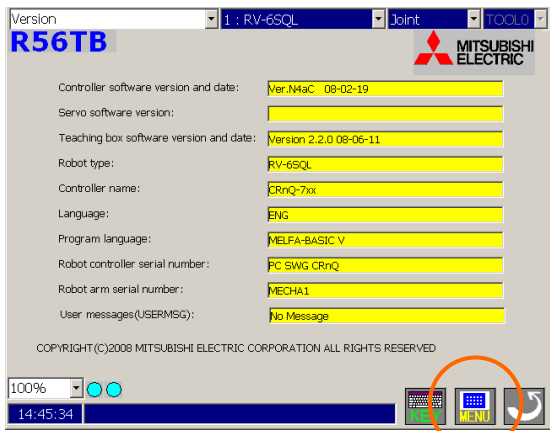 Version 1 : RV-6SQL Joint TOOL0
R56TB
MITSUBISHI
ELECTRIC
Controller software version and date: Ver.N4aC 08-02-19
Servo software version:
Teaching box software version and date: Version 2.2.0 08-06-11
Robot type: RV-6SQL
Controller name: CRnQ-7xx
Language: ENG
Program language: MELFA-BASIC V
Robot controller serial number: PC SWG CRnQ
Robot arm serial number: MECHA1
User messages(USERMSG): No Message
COPYRIGHT(C)2008 MITSUBISHI ELECTRIC CORPORATION ALL RIGHTS RESERVED
100%
14:45:34 KEY MENU